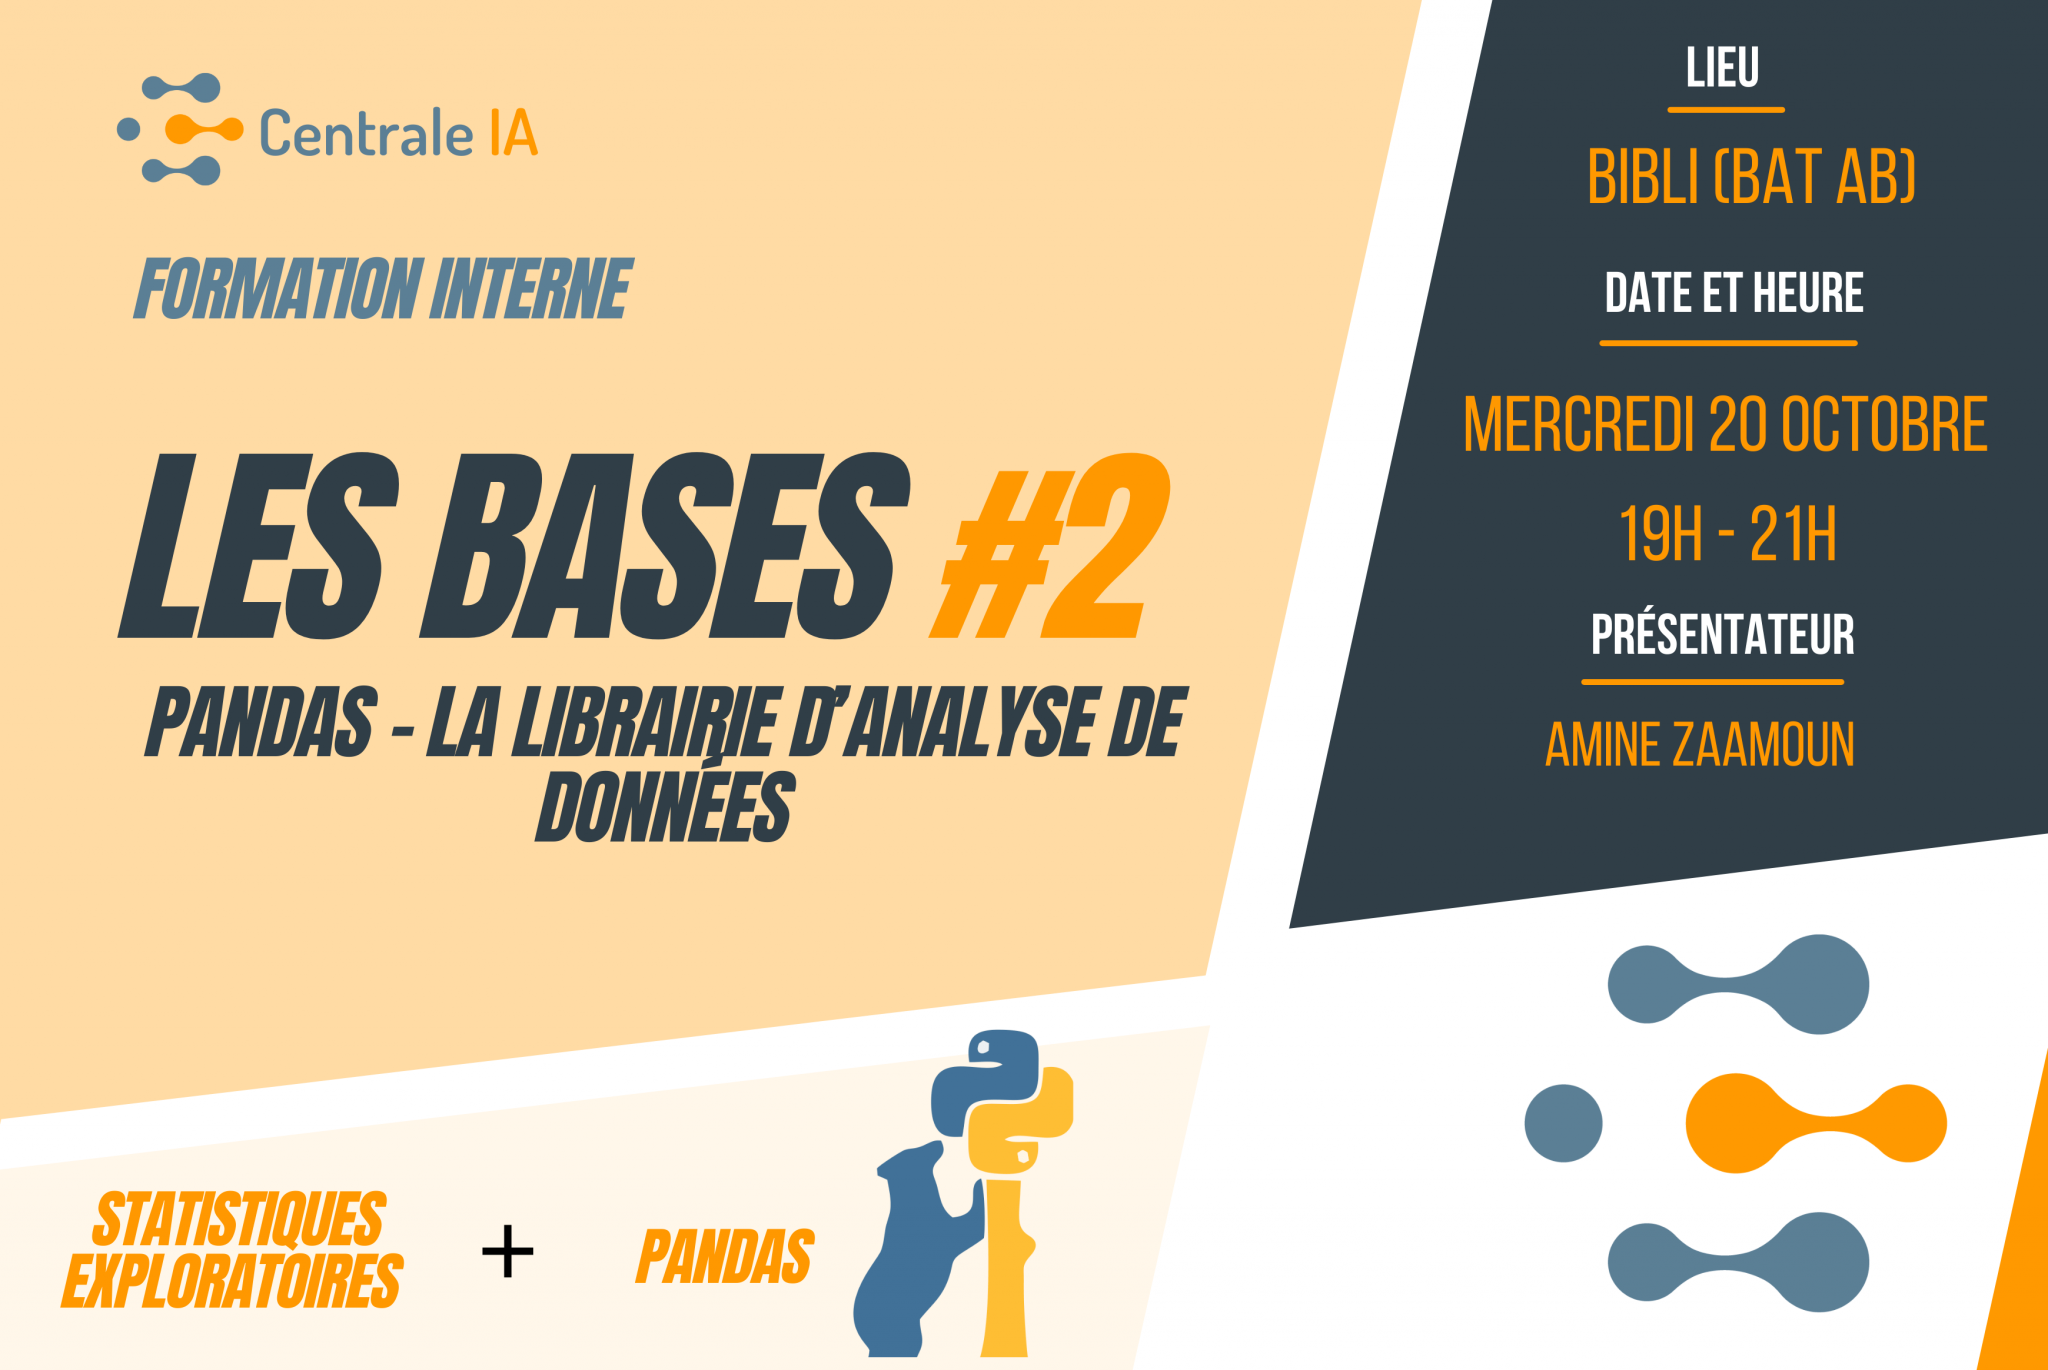 Centrale IA
FORMATION INTERNE
LES BASES #2
PANDAS - LA LIBRAIRIE D'ANALYSE DE
DONNÉES
STATISTIQUES
EXPLORATOIRES
+
PANDAS
LIEU
BIBLI (BAT AB)
DATE ET HEURE
MERCREDI 20 OCTOBRE
19H - 21H
PRÉSENTATEUR
AMINE ZAAMOUN